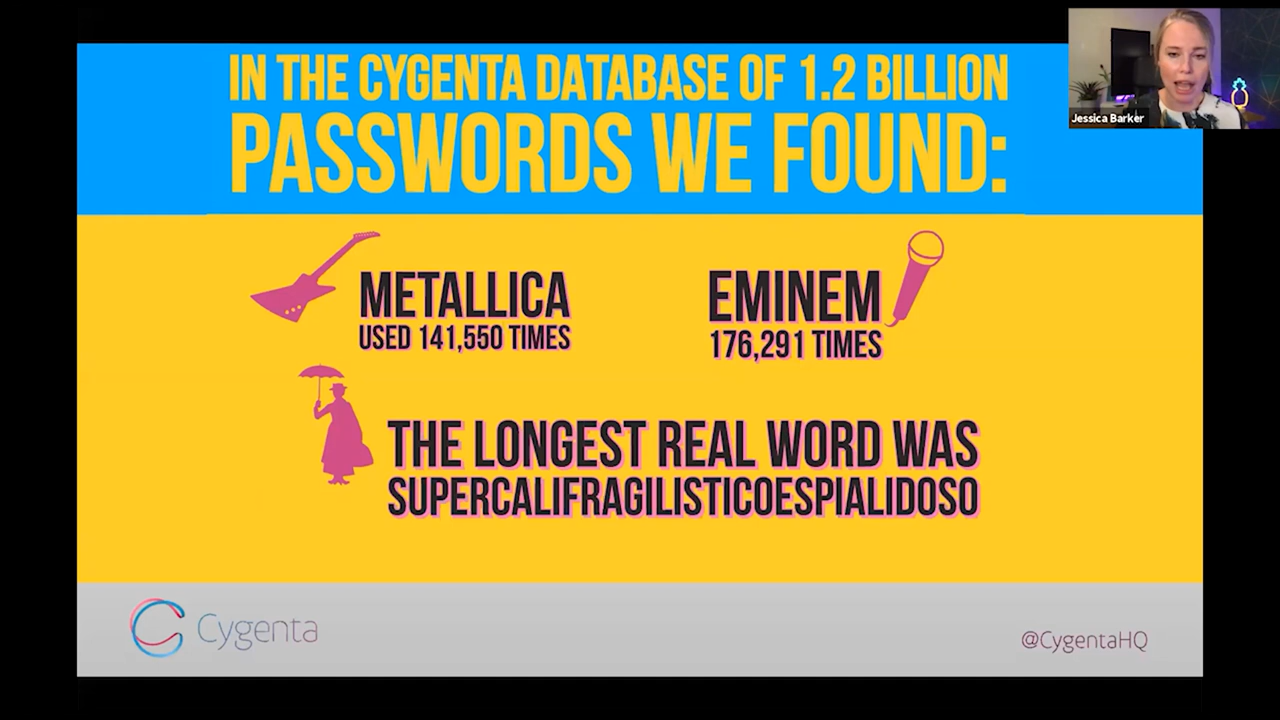 IN THE CYGENTA DATABASE OF 1.2 BILLION
PASSWORDS WE FOUND:
Jessica Barker
METALLICA
USED 141,550 TIMES
EMINEM
176,291 TIMES
THE LONGEST REAL WORD WAS
SUPERCALIFRAGILISTICOESPIALIDOSO
Cygenta
@CygentaHQ